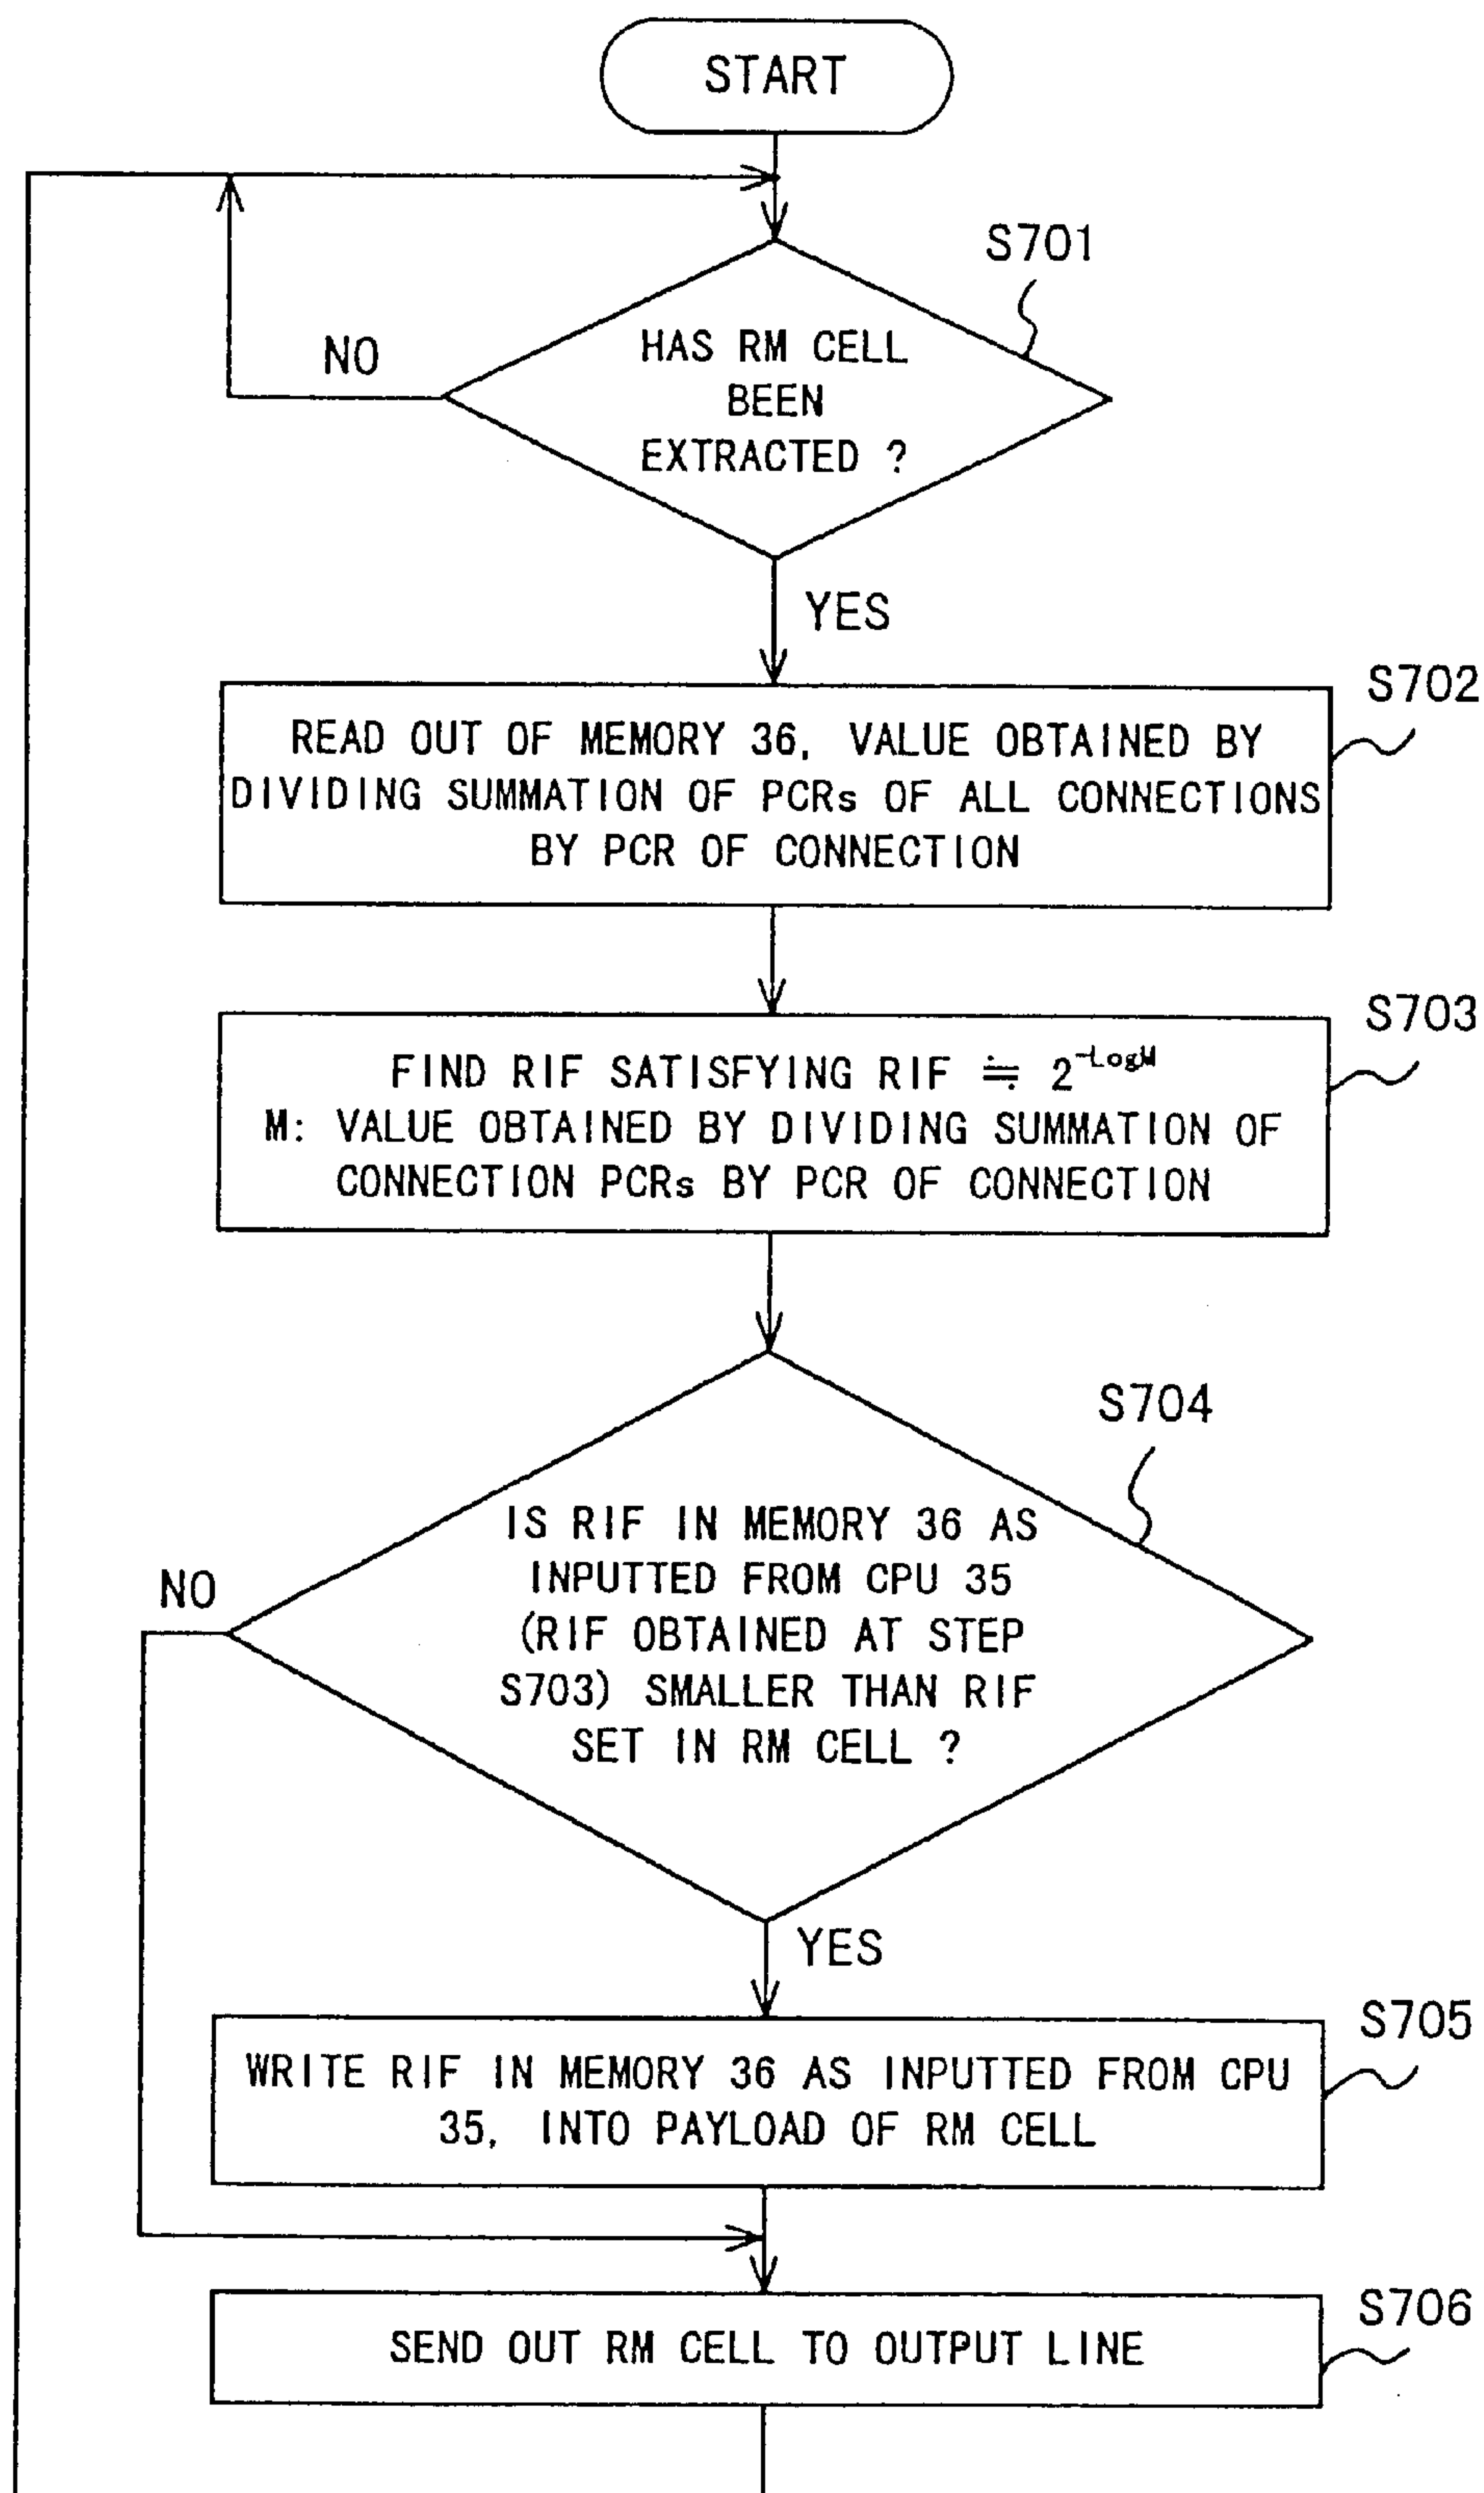 START
S701
HAS RM CELL
BEEN
EXTRACTED ?
NO
YES
S702
READ OUT OF MEMORY 36, VALUE OBTAINED BY
DIVIDING SUMMATION OF PCRs OF ALL CONNECTIONS
BY PCR OF CONNECTION
S703
FIND RIF SATISFYING RIF ≒ 2^-LogM
M: VALUE OBTAINED BY DIVIDING SUMMATION OF
CONNECTION PCRs BY PCR OF CONNECTION
S704
IS RIF IN MEMORY 36 AS
INPUTTED FROM CPU 35
(RIF OBTAINED AT STEP
S703) SMALLER THAN RIF
SET IN RM CELL ?
NO
YES
S705
WRITE RIF IN MEMORY 36 AS INPUTTED FROM CPU
35, INTO PAYLOAD OF RM CELL
S706
SEND OUT RM CELL TO OUTPUT LINE